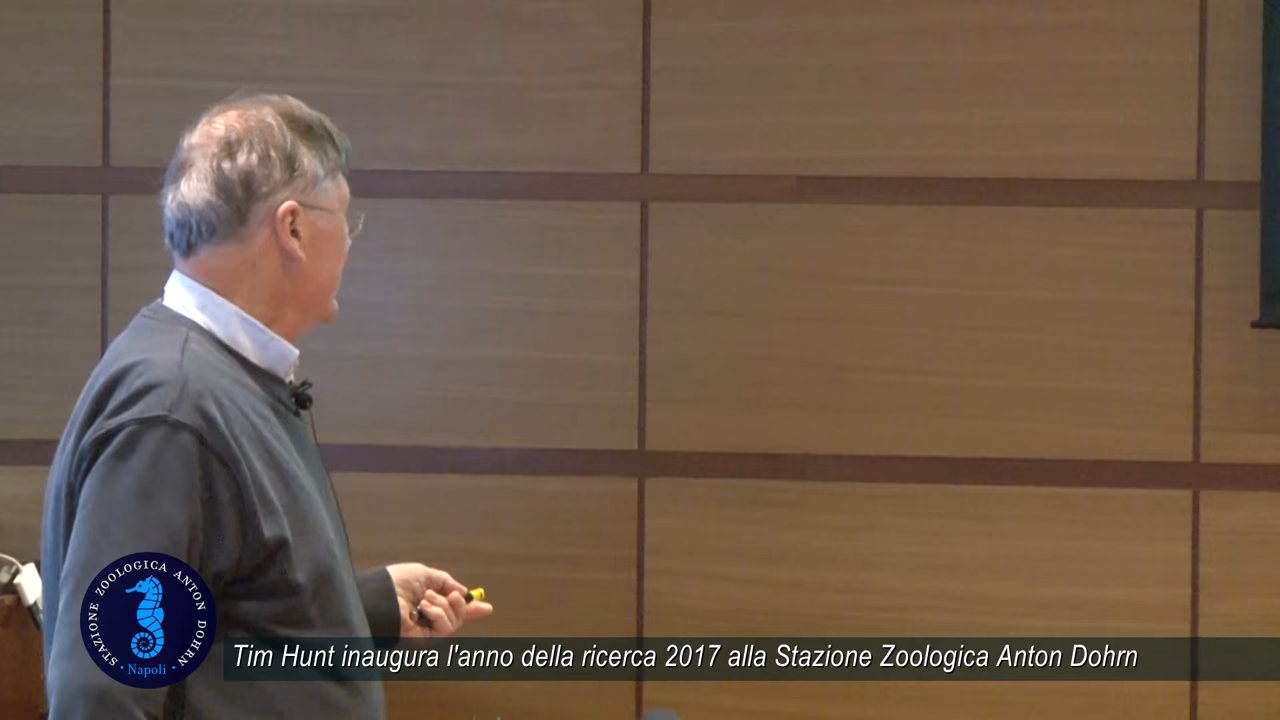 STAZIONE ZOOLOGICA ANTON DOHRN
Napoli
Tim Hunt inaugura l'anno della ricerca 2017 alla Stazione Zoologica Anton Dohrn